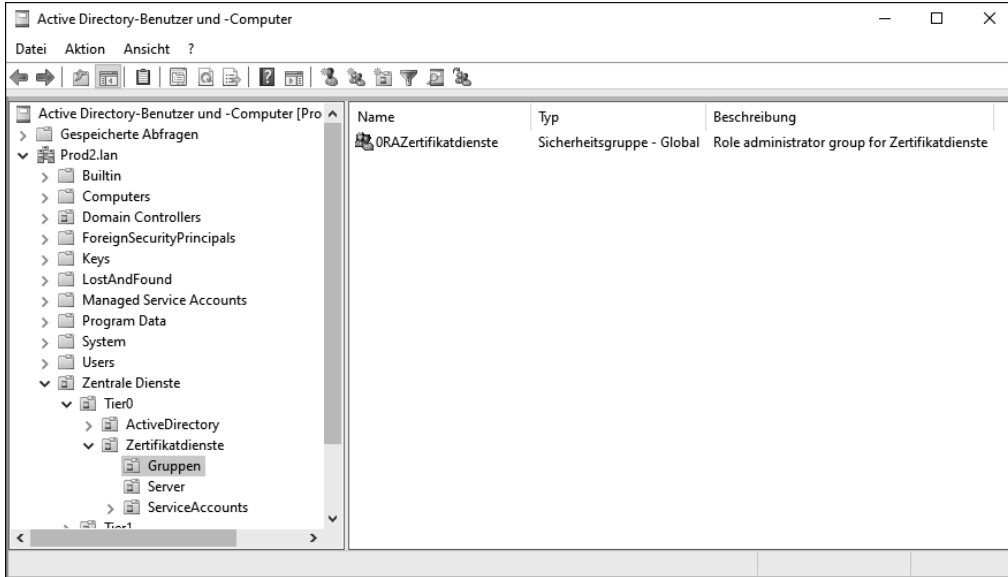 Active Directory-Benutzer und -Computer
Datei Aktion Ansicht ?
Active Directory-Benutzer und -Computer [Pro
Gespeicherte Abfragen
Prod2.lan
Builtin
Computers
Domain Controllers
ForeignSecurityPrincipals
Keys
LostAndFound
Managed Service Accounts
Program Data
System
Users
Zentrale Dienste
Tier0
ActiveDirectory
Zertifikatdienste
Gruppen
Server
ServiceAccounts
Tier1
Name Typ Beschreibung
0RAZertifikatdienste Sicherheitsgruppe - Global Role administrator group for Zertifikatdienste